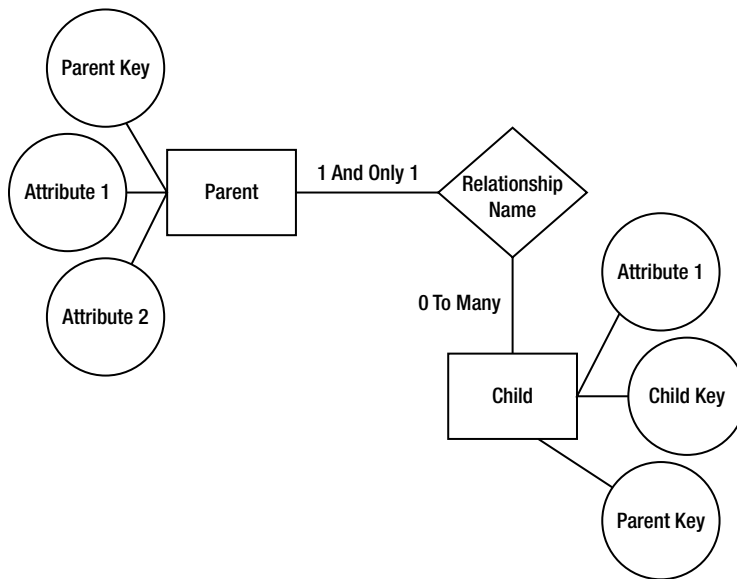 Parent Key
Attribute 1
Attribute 2
Parent
1 And Only 1
Relationship
Name
0 To Many
Child
Attribute 1
Child Key
Parent Key